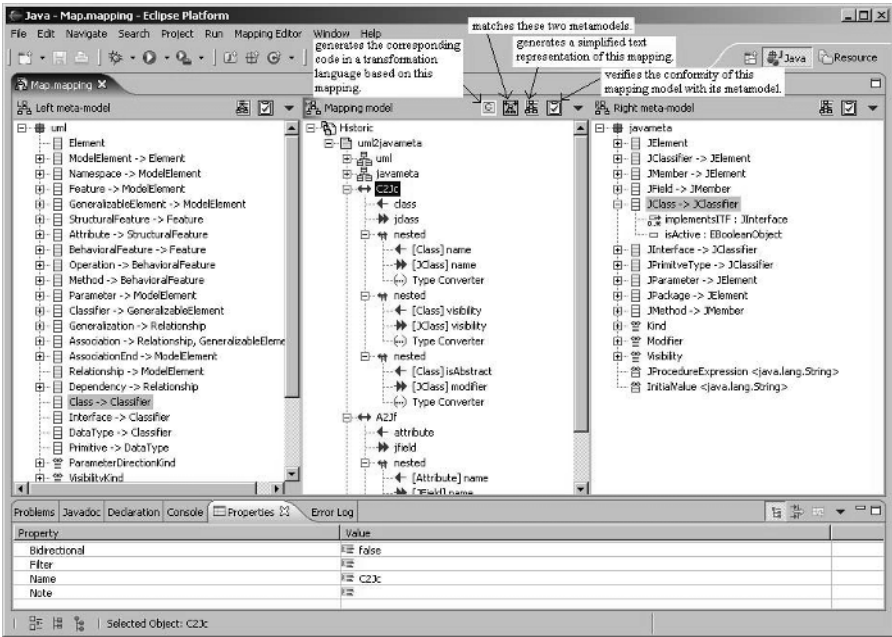 Java - Map.mapping - Eclipse Platform
File Edit Navigate Search Project Run Mapping Editor Window Help
matches these two metamodels.
generates the corresponding
code in a transformation
language based on this
mapping.
generates a simplified text
representation of this mapping.
verifies the conformity of this
mapping model with its metamodel.
Java
Resource
Map.mapping
Left meta-model
uml
Element
ModelElement -> Element
Namespace -> ModelElement
Feature -> ModelElement
GeneralizableElement -> ModelElement
StructuralFeature -> Feature
Attribute -> StructuralFeature
BehavioralFeature -> Feature
Operation -> BehavioralFeature
Method -> BehavioralFeature
Parameter -> ModelElement
Classifier -> GeneralizableElement
Generalization -> Relationship
Association -> Relationship, GeneralizableEleme
AssociationEnd -> ModelElement
Relationship -> ModelElement
Dependency -> Relationship
Class -> Classifier
Interface -> Classifier
DataType -> Classifier
Primitive -> DataType
ParameterDirectionKind
VisibilityKind
Mapping model
Historic
uml2javameta
uml
javameta
C2Jc
class
jclass
nested
[Class] name
[JClass] name
Type Converter
nested
[Class] visibility
[JClass] visibility
Type Converter
nested
[Class] isAbstract
[JClass] modifier
Type Converter
A2Jf
attribute
jfield
nested
[Attribute] name
[JField] name
Right meta-model
javameta
JElement
JClassifier -> JElement
JMember -> JElement
JField -> JMember
JClass -> JClassifier
implementsITF : JInterface
isActive : EBooleanObject
JInterface -> JClassifier
JPrimitveType -> JClassifier
JParameter -> JElement
JPackage -> JElement
JMethod -> JMember
Kind
Modifier
Visbility
JProcedureExpression <java.lang.String>
InitialValue <java.lang.String>
Problems Javadoc Declaration Console Properties Error Log
Property Value
Bidirectional false
Filter
Name C2Jc
Note
Selected Object: C2Jc